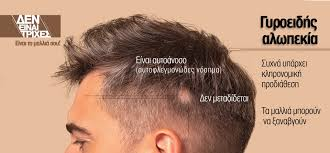 ΔΕΝ
ΕΙΝΑΙ
ΤΡΙΧΕΣ
Είναι τα μαλλιά σου!
Γυροειδής
αλωπεκία
Είναι αυτοάνοσο
(αυτοφλεγμονώδες νόσημα)
Δεν μεταδίδεται
Συχνά υπάρχει
κληρονομική
προδιάθεση
Τα μαλλιά μπορούν
να ξαναβγούν